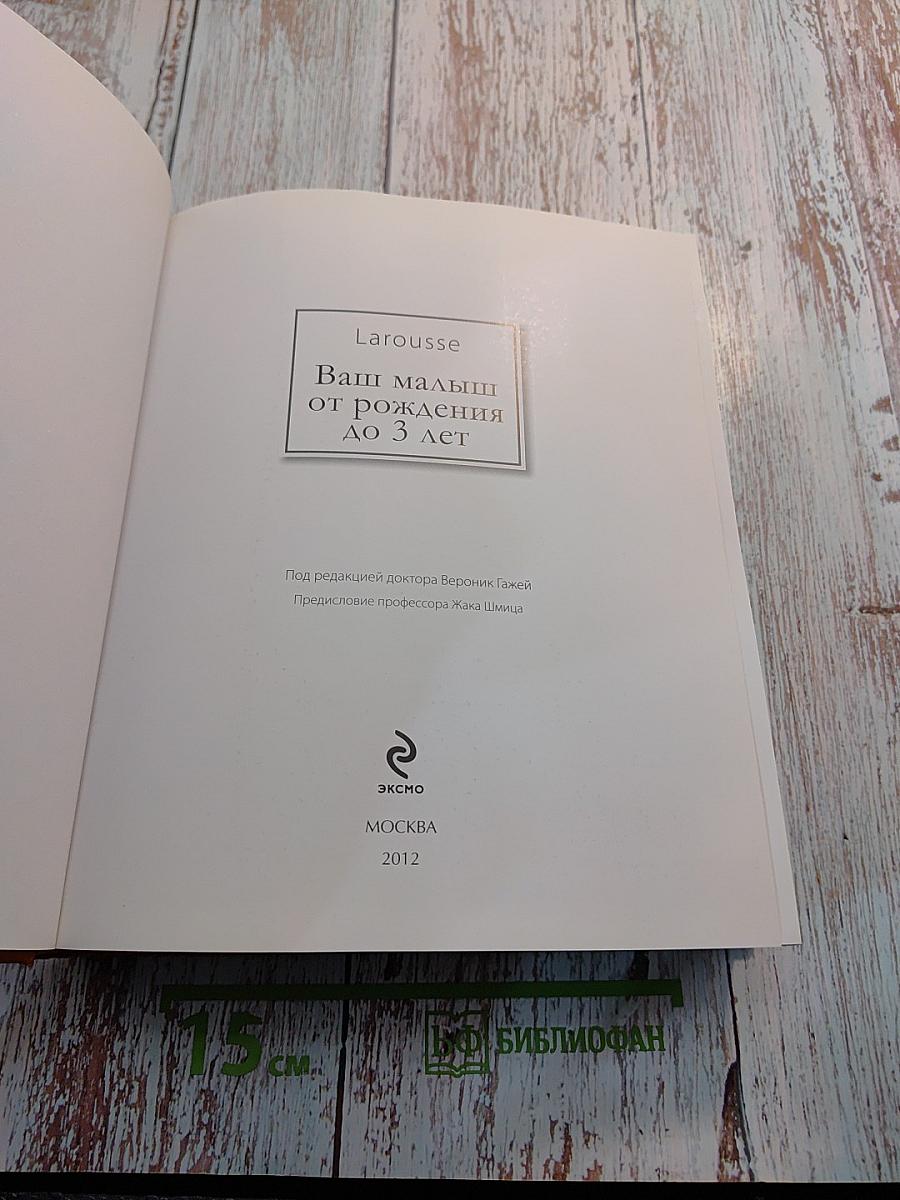 Larousse
Ваш малыш
от рождения
до 3 лет
Под редакцией доктора Вероник Гажей
Предисловие профессора Жака Шмица
ЭКСМО
МОСКВА
2012
15 см
БФ БИБЛИОФАН